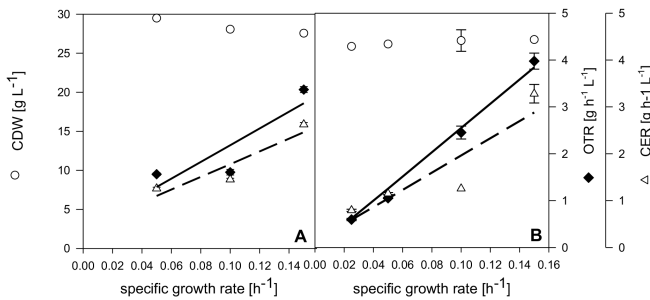 CDW [g L-1]
30
25
20
15
10
5
0
A
0.00 0.02 0.04 0.06 0.08 0.10 0.12 0.14
specific growth rate [h-1]
B
0.00 0.02 0.04 0.06 0.08 0.10 0.12 0.14 0.16
specific growth rate [h-1]
5
4
3
2
1
0
OTR [g h-1 L-1]
5
4
3
2
1
0
CER [g h-1 L-1]